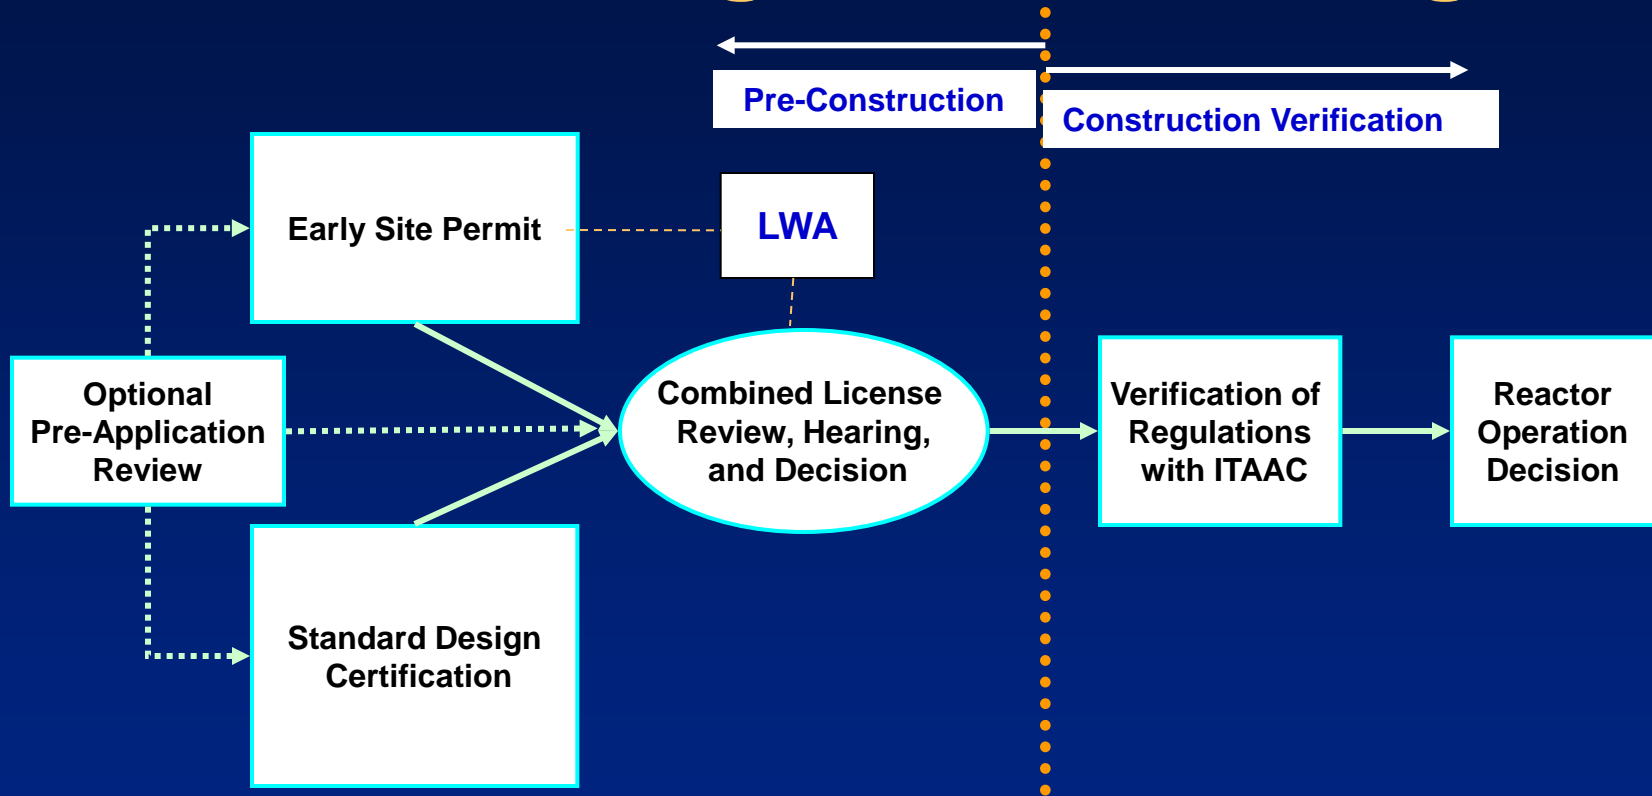 Pre-Construction
Construction Verification
Early Site Permit
LWA
Optional
Pre-Application
Review
Combined License
Review, Hearing,
and Decision
Verification of
Regulations
with ITAAC
Reactor
Operation
Decision
Standard Design
Certification